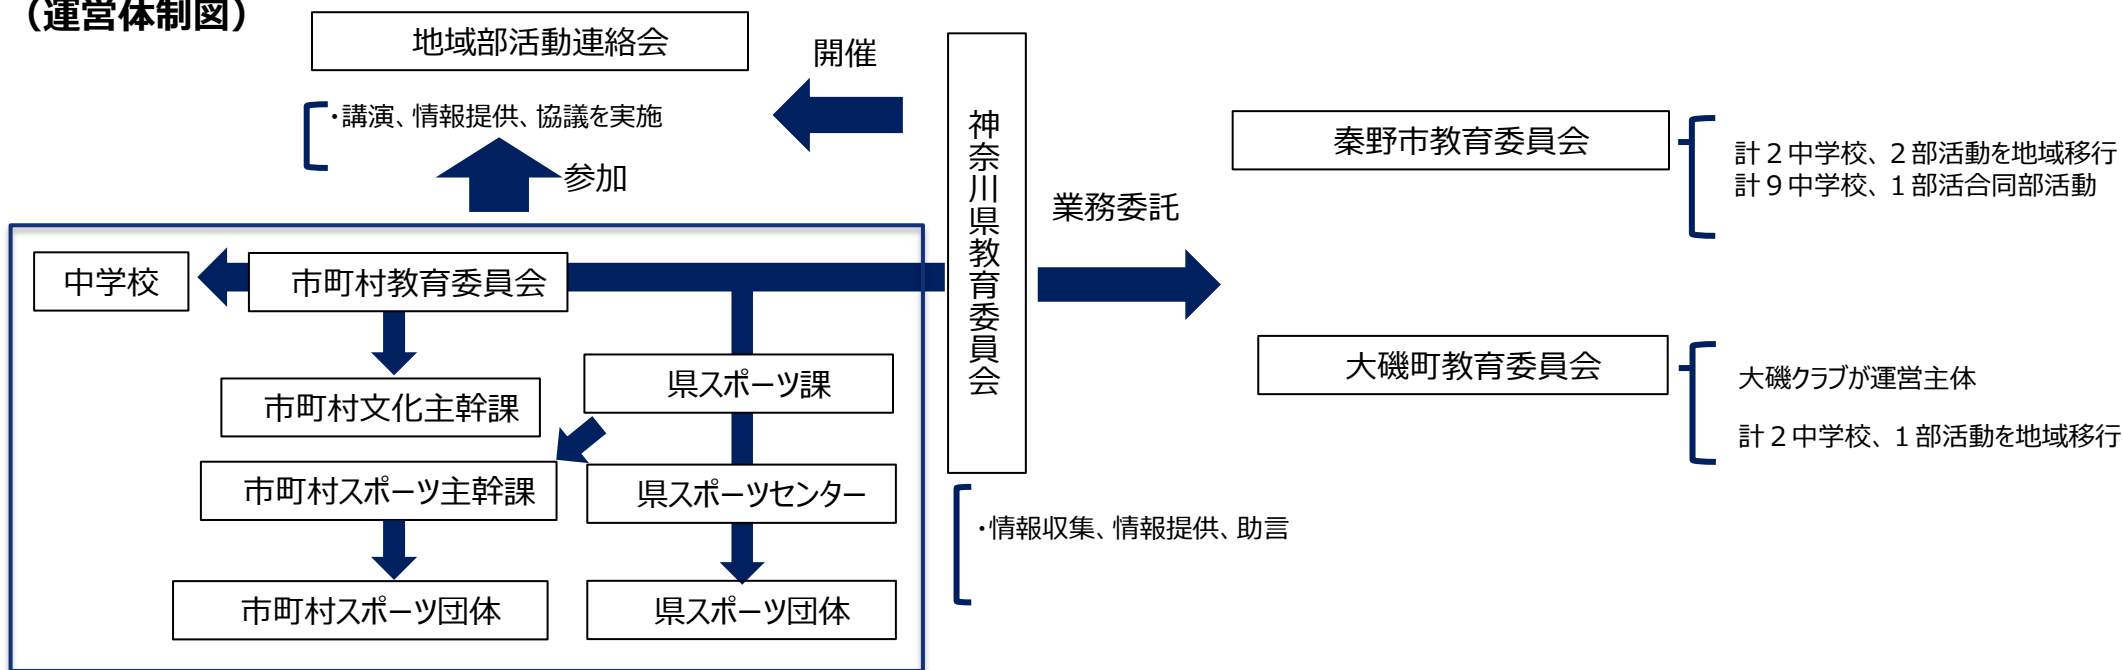 （運営体制図）
地域部活動連絡会
・講演、情報提供、協議を実施
開催
参加
中学校
市町村教育委員会
市町村文化主幹課
市町村スポーツ主幹課
市町村スポーツ団体
県スポーツ課
県スポーツセンター
県スポーツ団体
神奈川県教育委員会
・情報収集、情報提供、助言
業務委託
秦野市教育委員会
計２中学校、２部活動を地域移行
計９中学校、１部活合同部活動
大磯町教育委員会
大磯クラブが運営主体
計２中学校、１部活動を地域移行